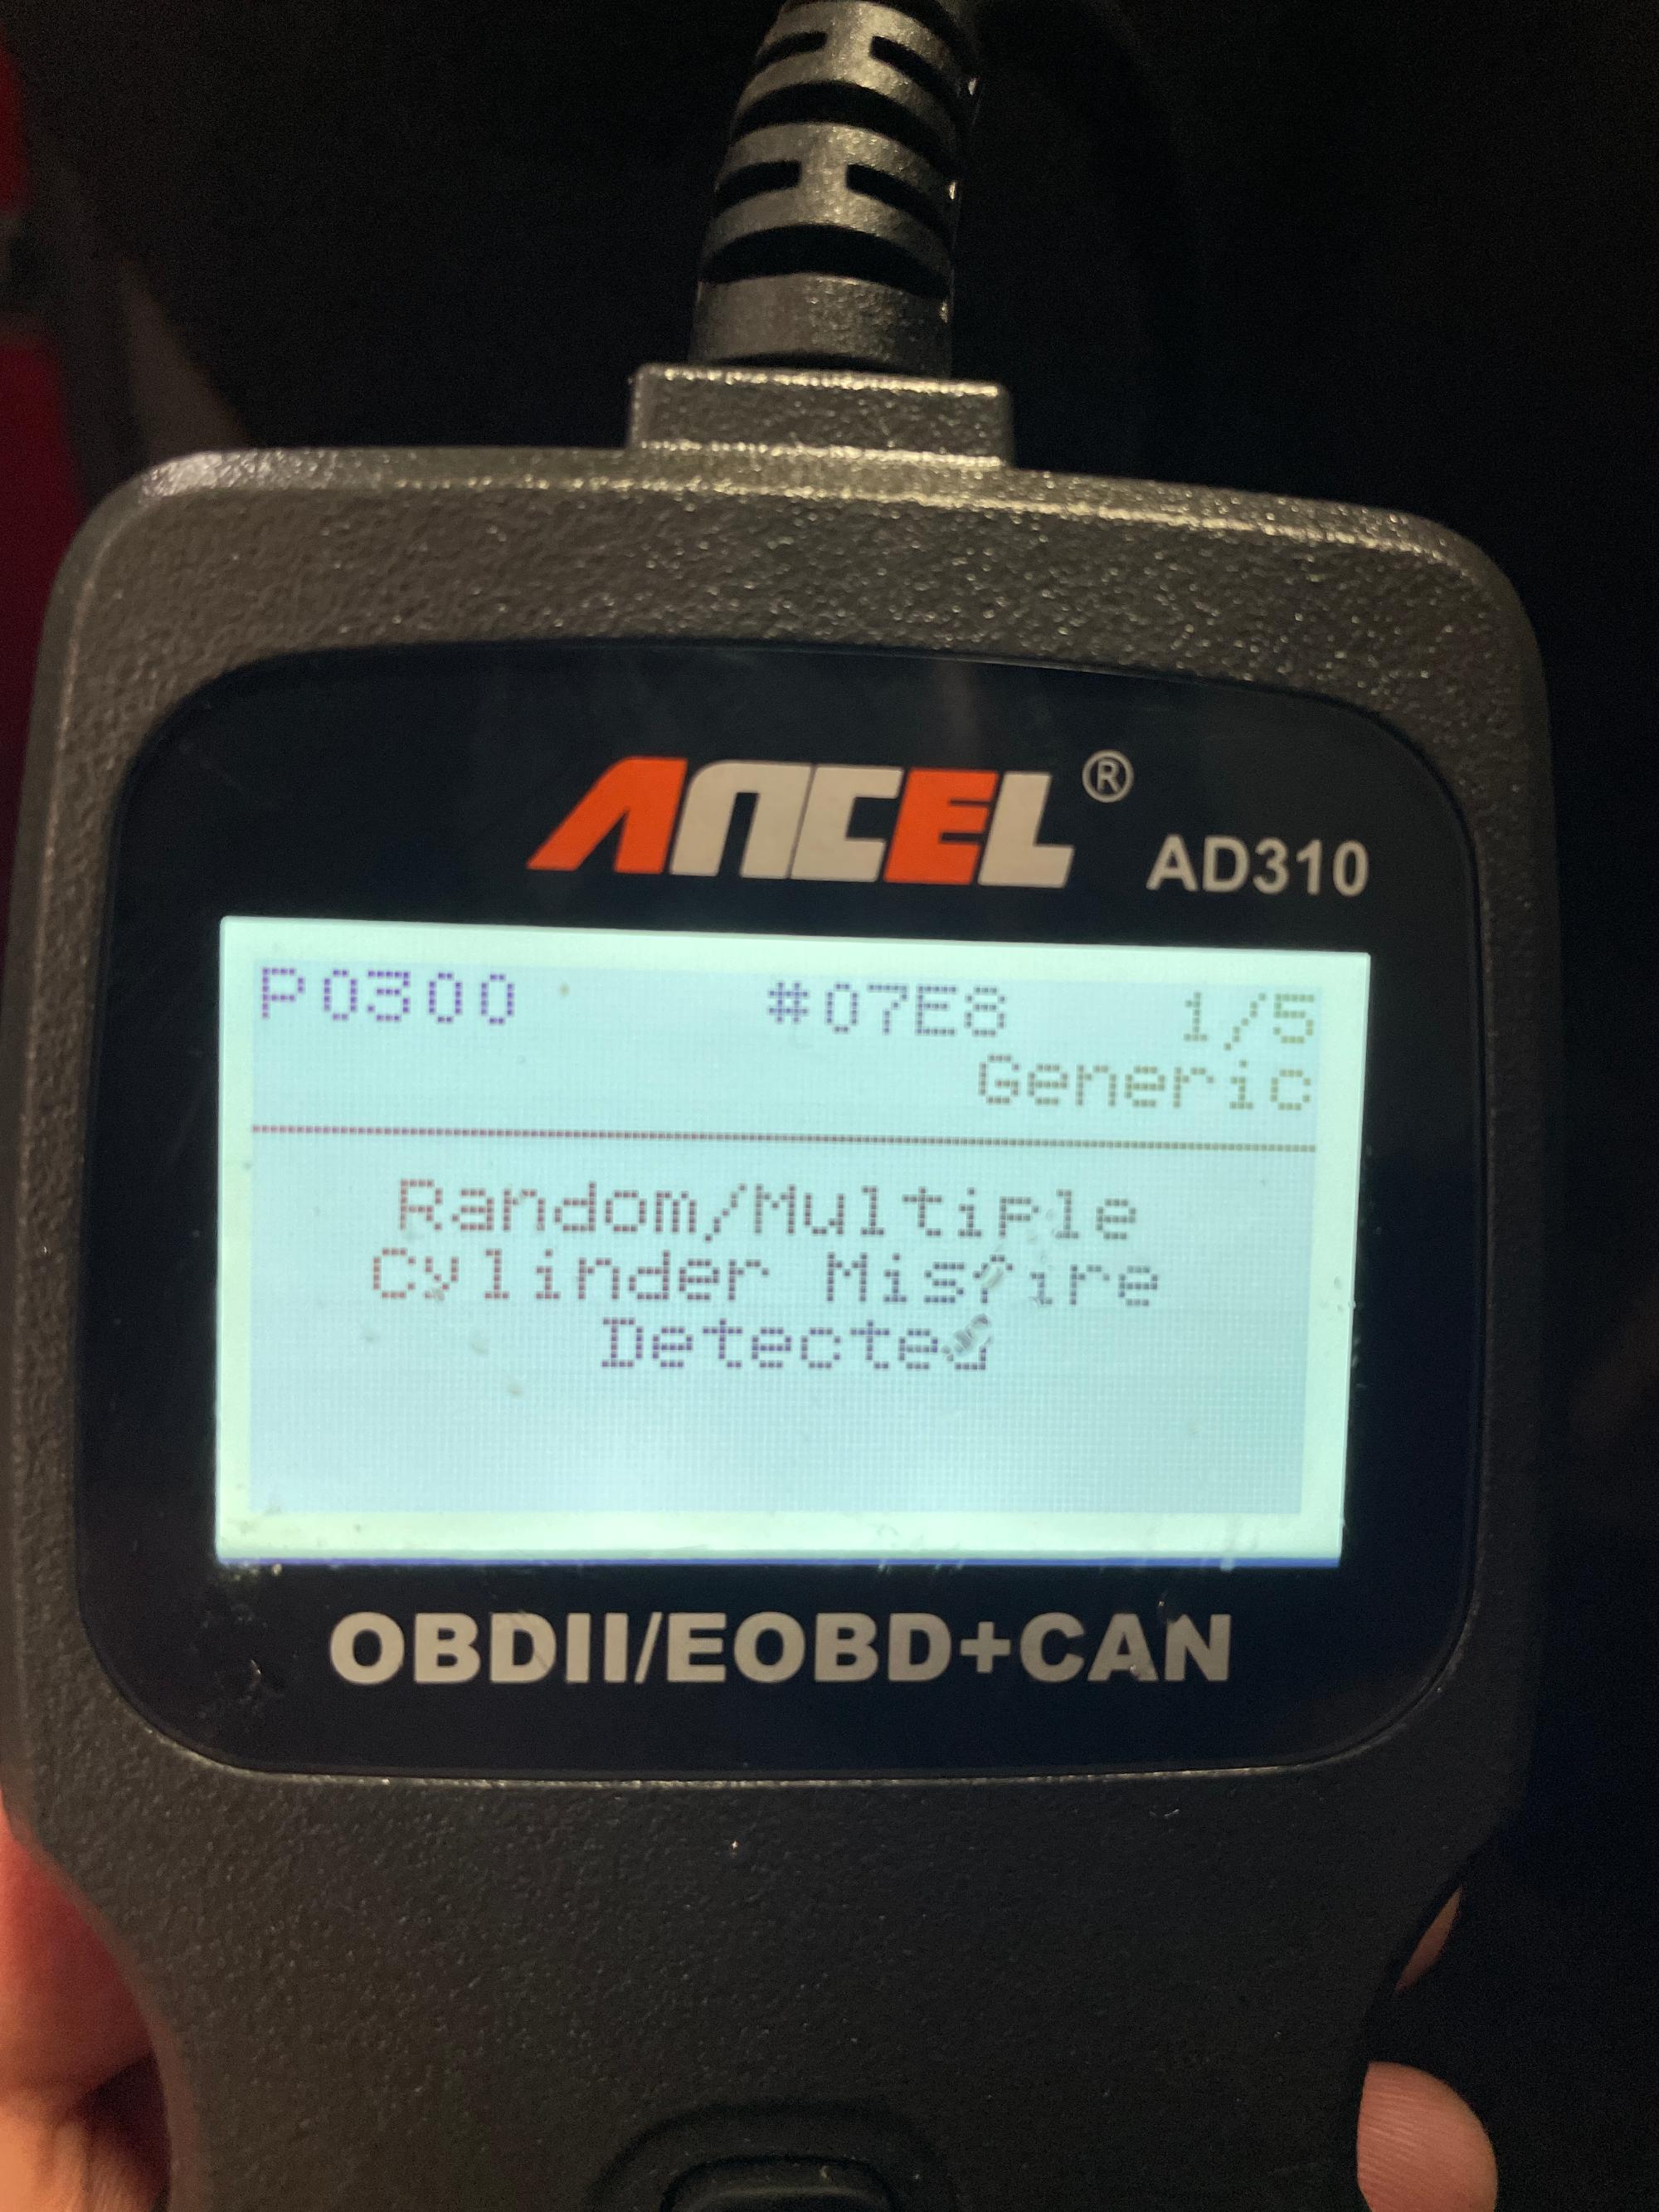 ANCEL® AD310
P0300 #07E8 1/5
Generic
Random/Multiple
Cylinder Misfire
Detected
OBDII/EOBD+CAN